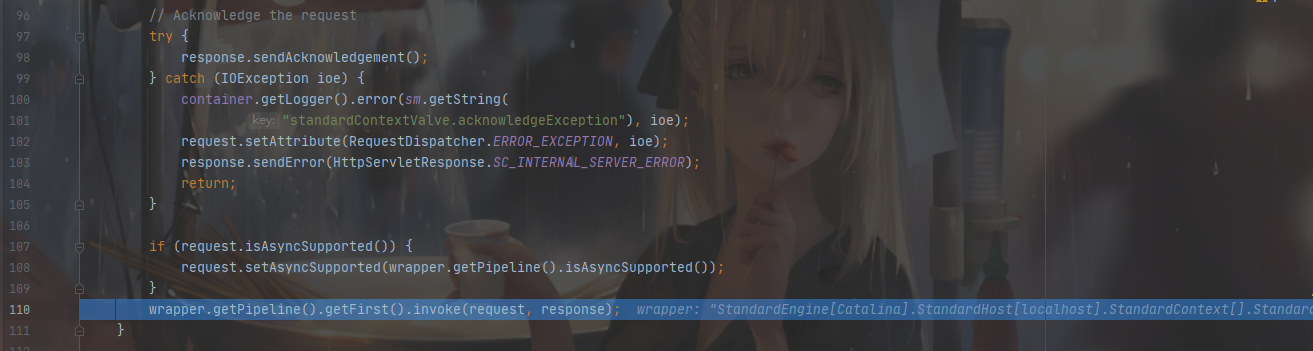 96 // Acknowledge the request
97 try {
98 response.sendAcknowledgement();
99 } catch (IOException ioe) {
100 container.getLogger().error(sm.getString(
101 key: "standardContextValve.acknowledgeException"), ioe);
102 request.setAttribute(RequestDispatcher.ERROR_EXCEPTION, ioe);
103 response.sendError(HttpServletResponse.SC_INTERNAL_SERVER_ERROR);
104 return;
105 }
106
107 if (request.isAsyncSupported()) {
108 request.setAsyncSupported(wrapper.getPipeline().isAsyncSupported());
109 }
110 wrapper.getPipeline().getFirst().invoke(request, response); wrapper: "StandardEngine[Catalina].StandardHost[localhost].StandardContext[].Standard
111 }